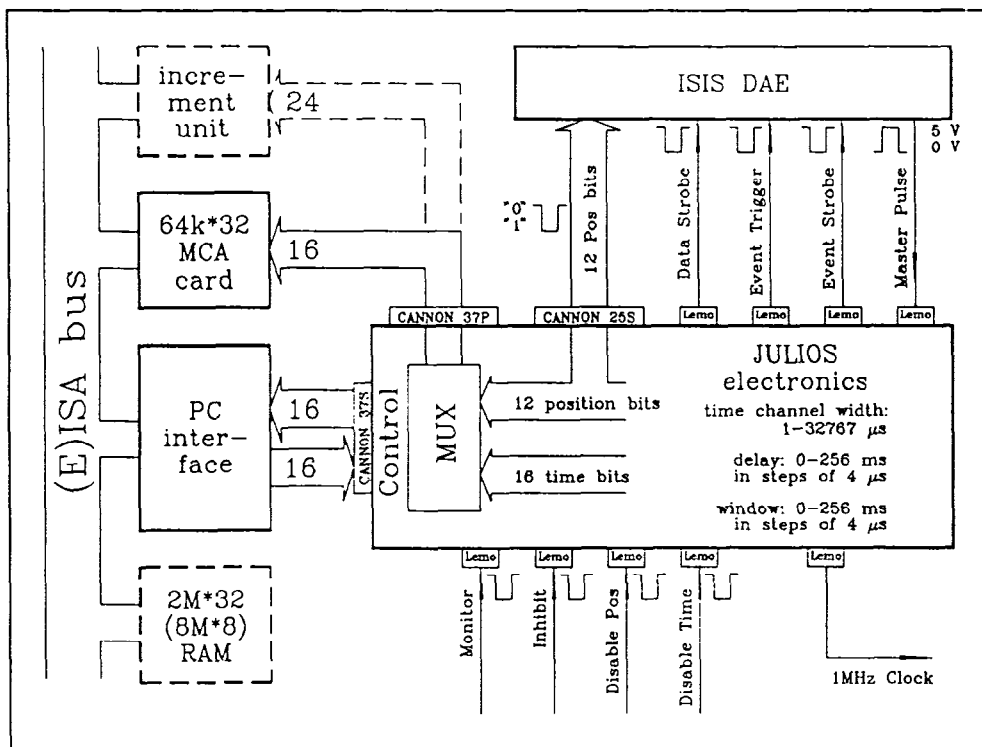 incre-
ment
unit
24
ISIS DAE
5 V
0 V
"0"
"1"
12 Pos bits
Data Strobe
Event Trigger
Event Strobe
Master Pulse
64k*32
MCA
card
16
(E)ISA bus
CANNON 37P
CANNON 25S
Lemo
Lemo
Lemo
Lemo
PC
inter-
face
16
16
CANNON 37S
Control
MUX
12 position bits
16 time bits
JULIOS
electronics
time channel width:
1-32767 μs
delay: 0-256 ms
in steps of 4 μs
window: 0-256 ms
in steps of 4 μs
Lemo
Lemo
Lemo
Lemo
Lemo
2M*32
(8M*8)
RAM
Monitor
Inhibit
Disable Pos
Disable Time
1MHz Clock